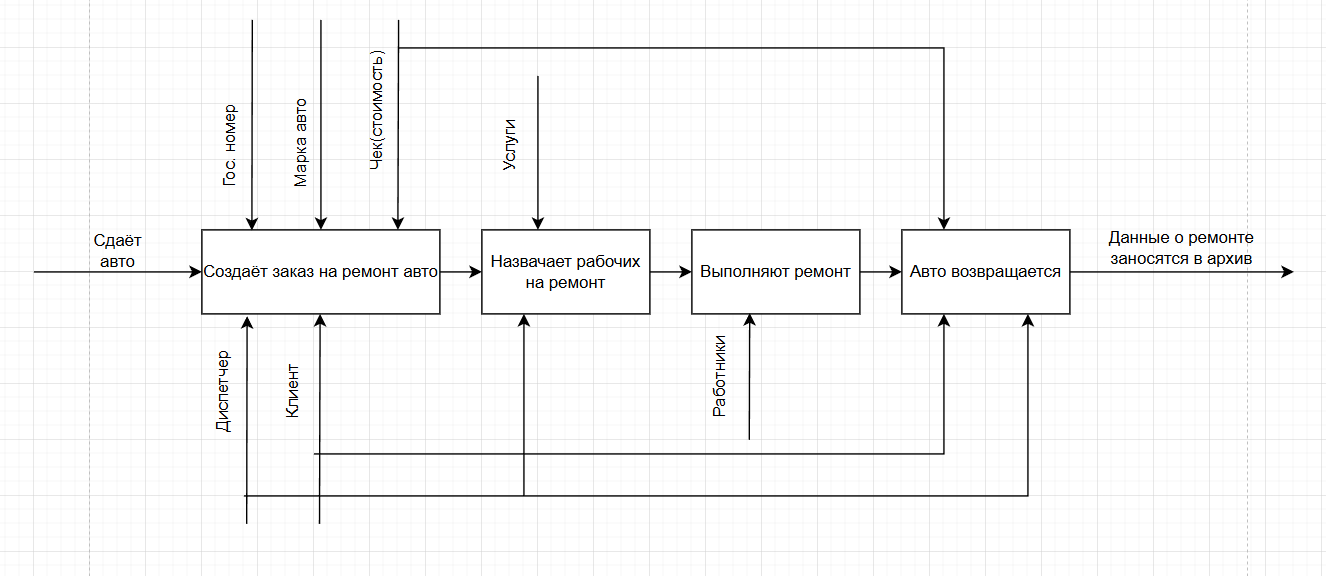 Гос. номер
Марка авто
Чек(стоимость)
Услуги
Сдаёт
авто
Создаёт заказ на ремонт авто
Назвачает рабочих
на ремонт
Выполняют ремонт
Авто возвращается
Данные о ремонте
заносятся в архив
Диспетчер
Клиент
Работники